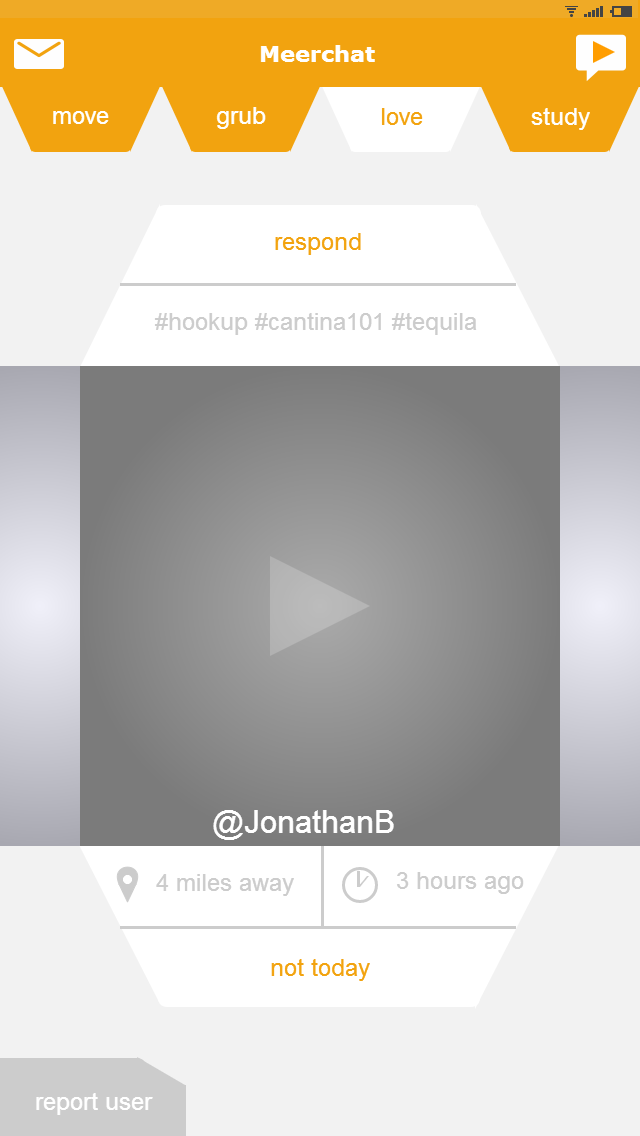 Meerchat
move grub love study
respond
#hookup #cantina101 #tequila
@JonathanB
4 miles away 3 hours ago
not today
report user